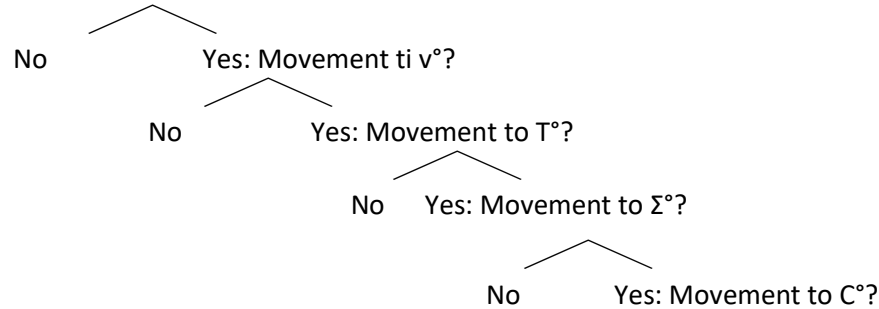 No Yes: Movement ti v°?
No Yes: Movement to T°?
No Yes: Movement to Σ°?
No Yes: Movement to C°?